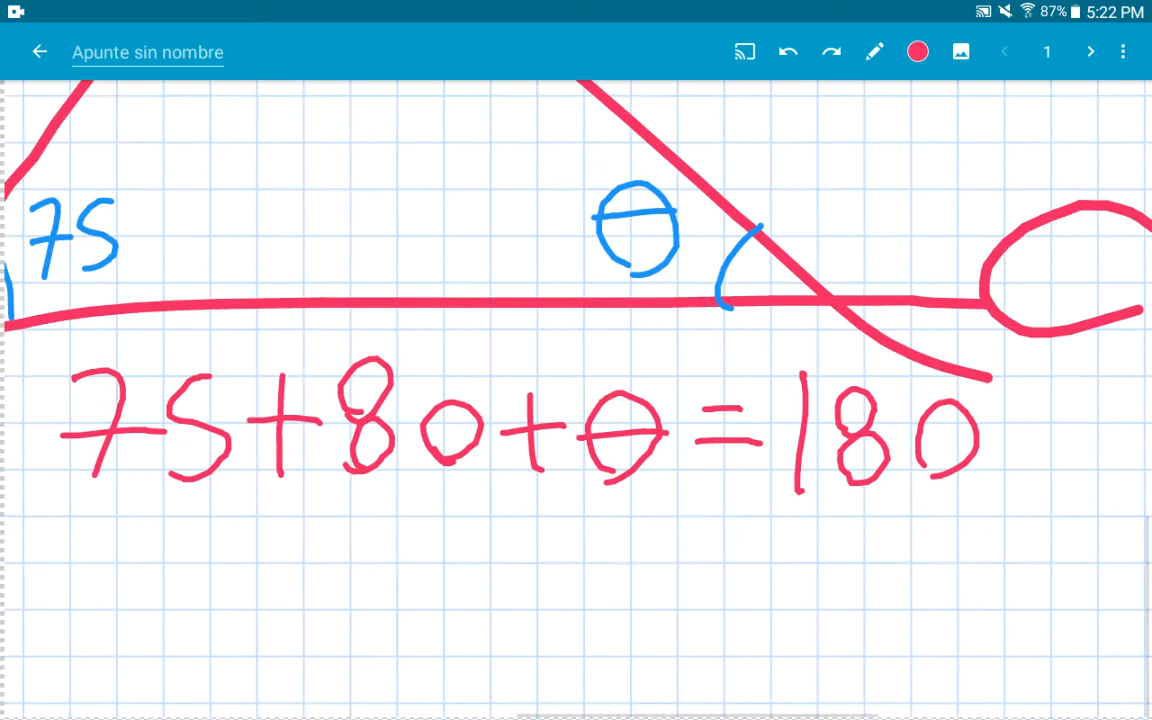 87% 5:22 PM
Apunte sin nombre 1
75 θ C
75+80+θ=180